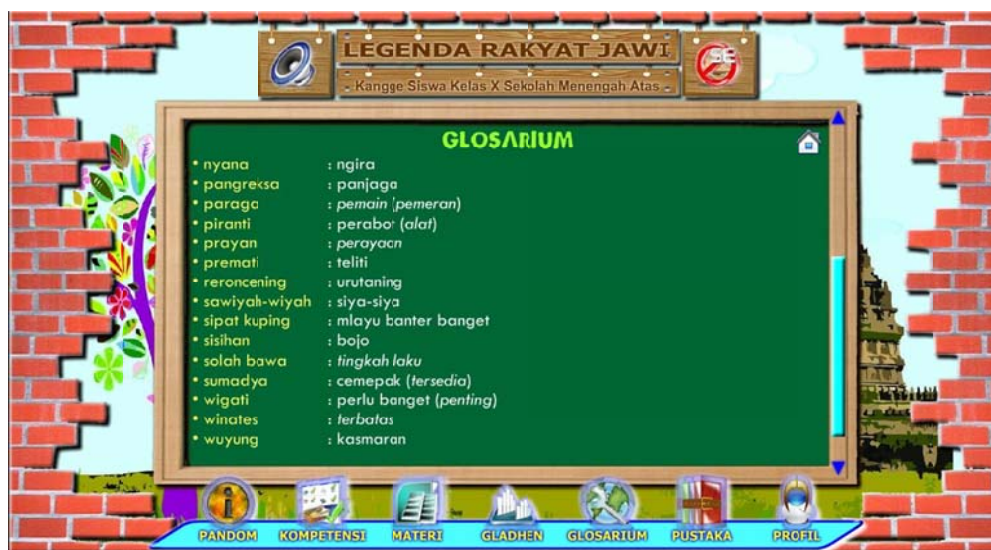 LEGENDA RAKYAT JAWI
Kangge Siswa Kelas X Sekolah Menengah Atas
GLOSARIUM
• nyana : ngira
• pangreksa : panjaga
• paraga : pemain (pemeran)
• piranti : perabot (alat)
• prayan : perayaan
• premati : teliti
• reroncening : urutaning
• sawiyah-wiyah : siya-siya
• sipat kuping : mlayu banter banget
• sisihan : bojo
• solah bawa : tingkah laku
• sumadya : cemepak (tersedia)
• wigati : perlu banget (penting)
• winates : terbatas
• wuyung : kasmaran
PANDOM KOMPETENSI MATERI GLADHEN GLOSARIUM PUSTAKA PROFIL